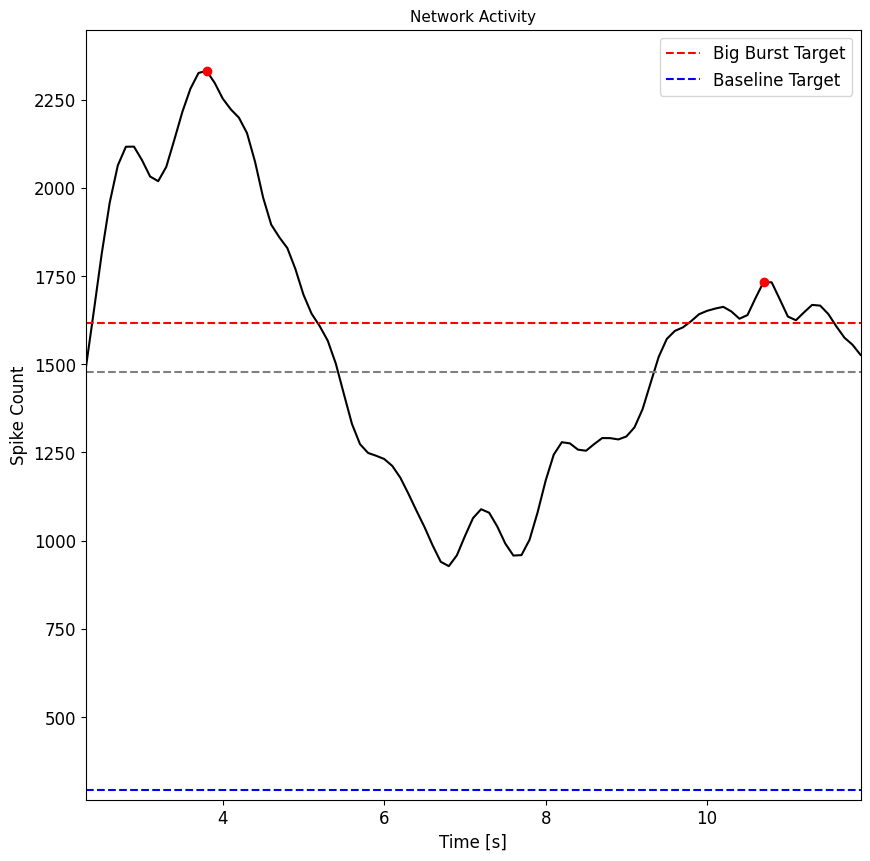 Network Activity
Big Burst Target
Baseline Target
Spike Count
2250
2000
1750
1500
1250
1000
750
500
4 6 8 10
Time [s]